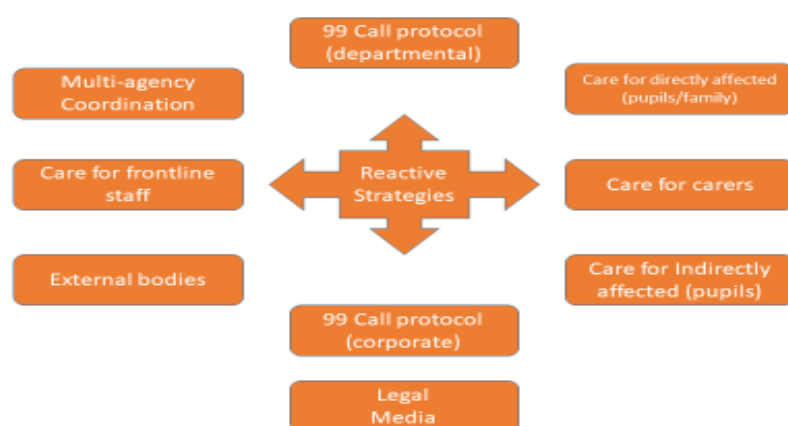 99 Call protocol
(departmental)
Multi-agency
Coordination
Care for directly affected
(pupils/family)
Care for frontline
staff
Reactive
Strategies
Care for carers
External bodies
Care for Indirectly
affected (pupils)
99 Call protocol
(corporate)
Legal
Media